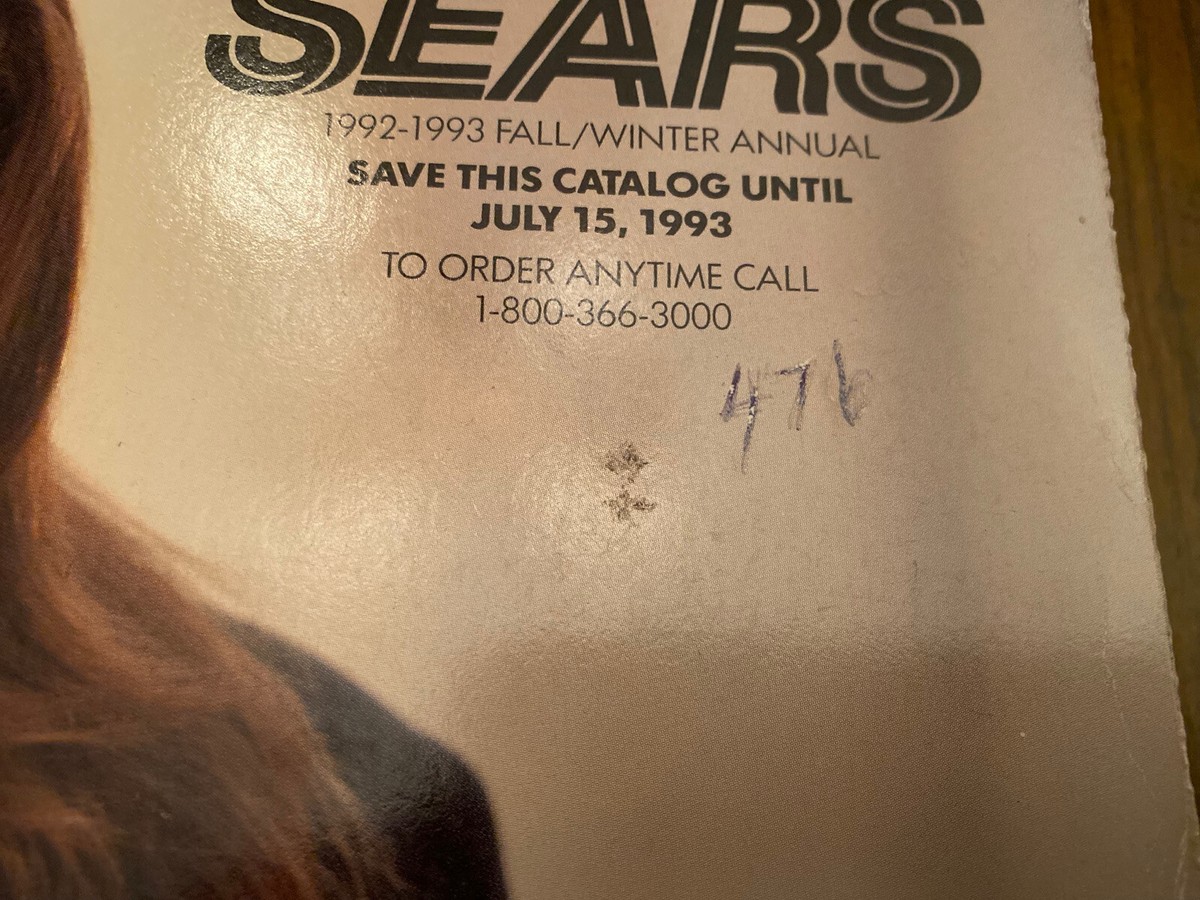 SEARS
1992-1993 FALL/WINTER ANNUAL
SAVE THIS CATALOG UNTIL
JULY 15, 1993
TO ORDER ANYTIME CALL
1-800-366-3000
476